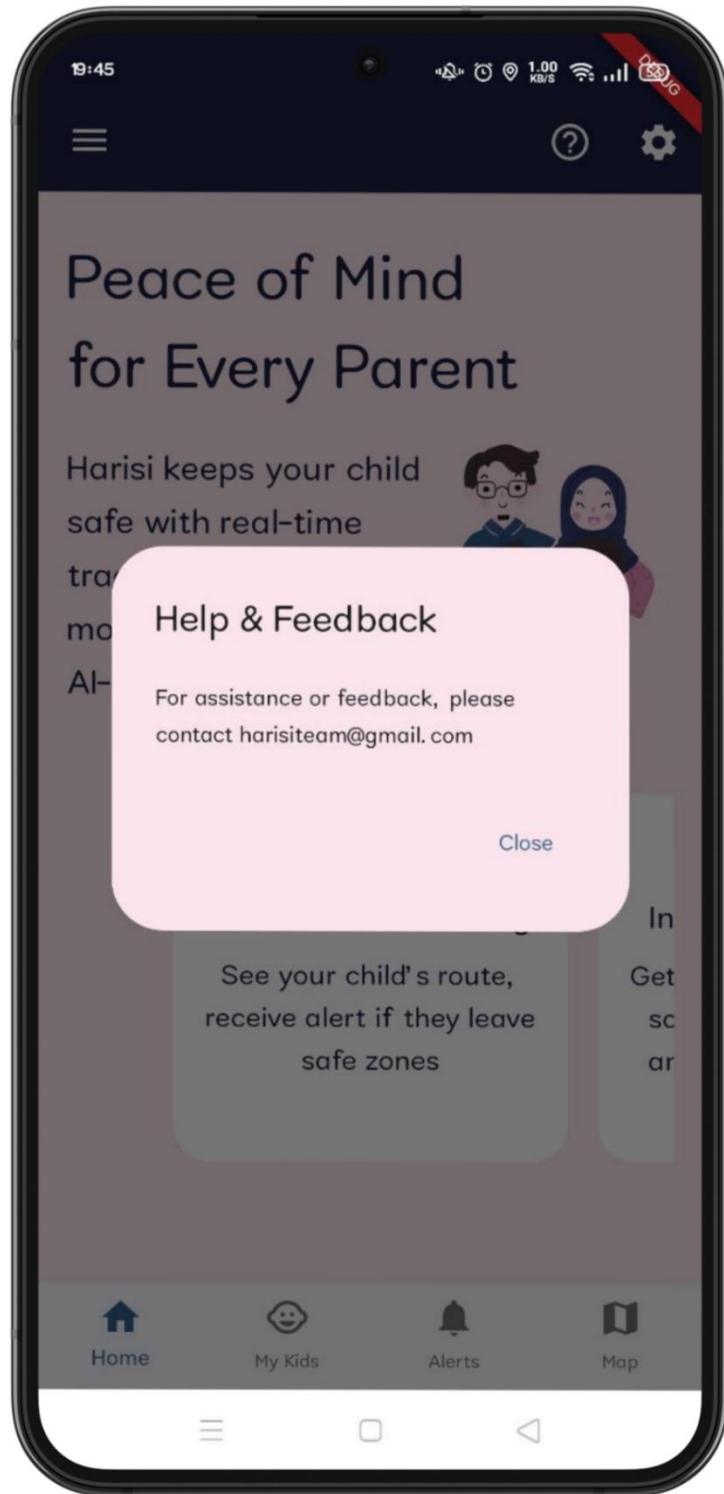 19:45
1.00
KB/S
Peace of Mind
for Every Parent
Harisi keeps your child
safe with real-time
tra
mo
AI-
Help & Feedback
For assistance or feedback, please
contact harisiteam@gmail.com
Close
See your child's route,
receive alert if they leave
safe zones
In
Get
sc
ar
Home
My Kids
Alerts
Map